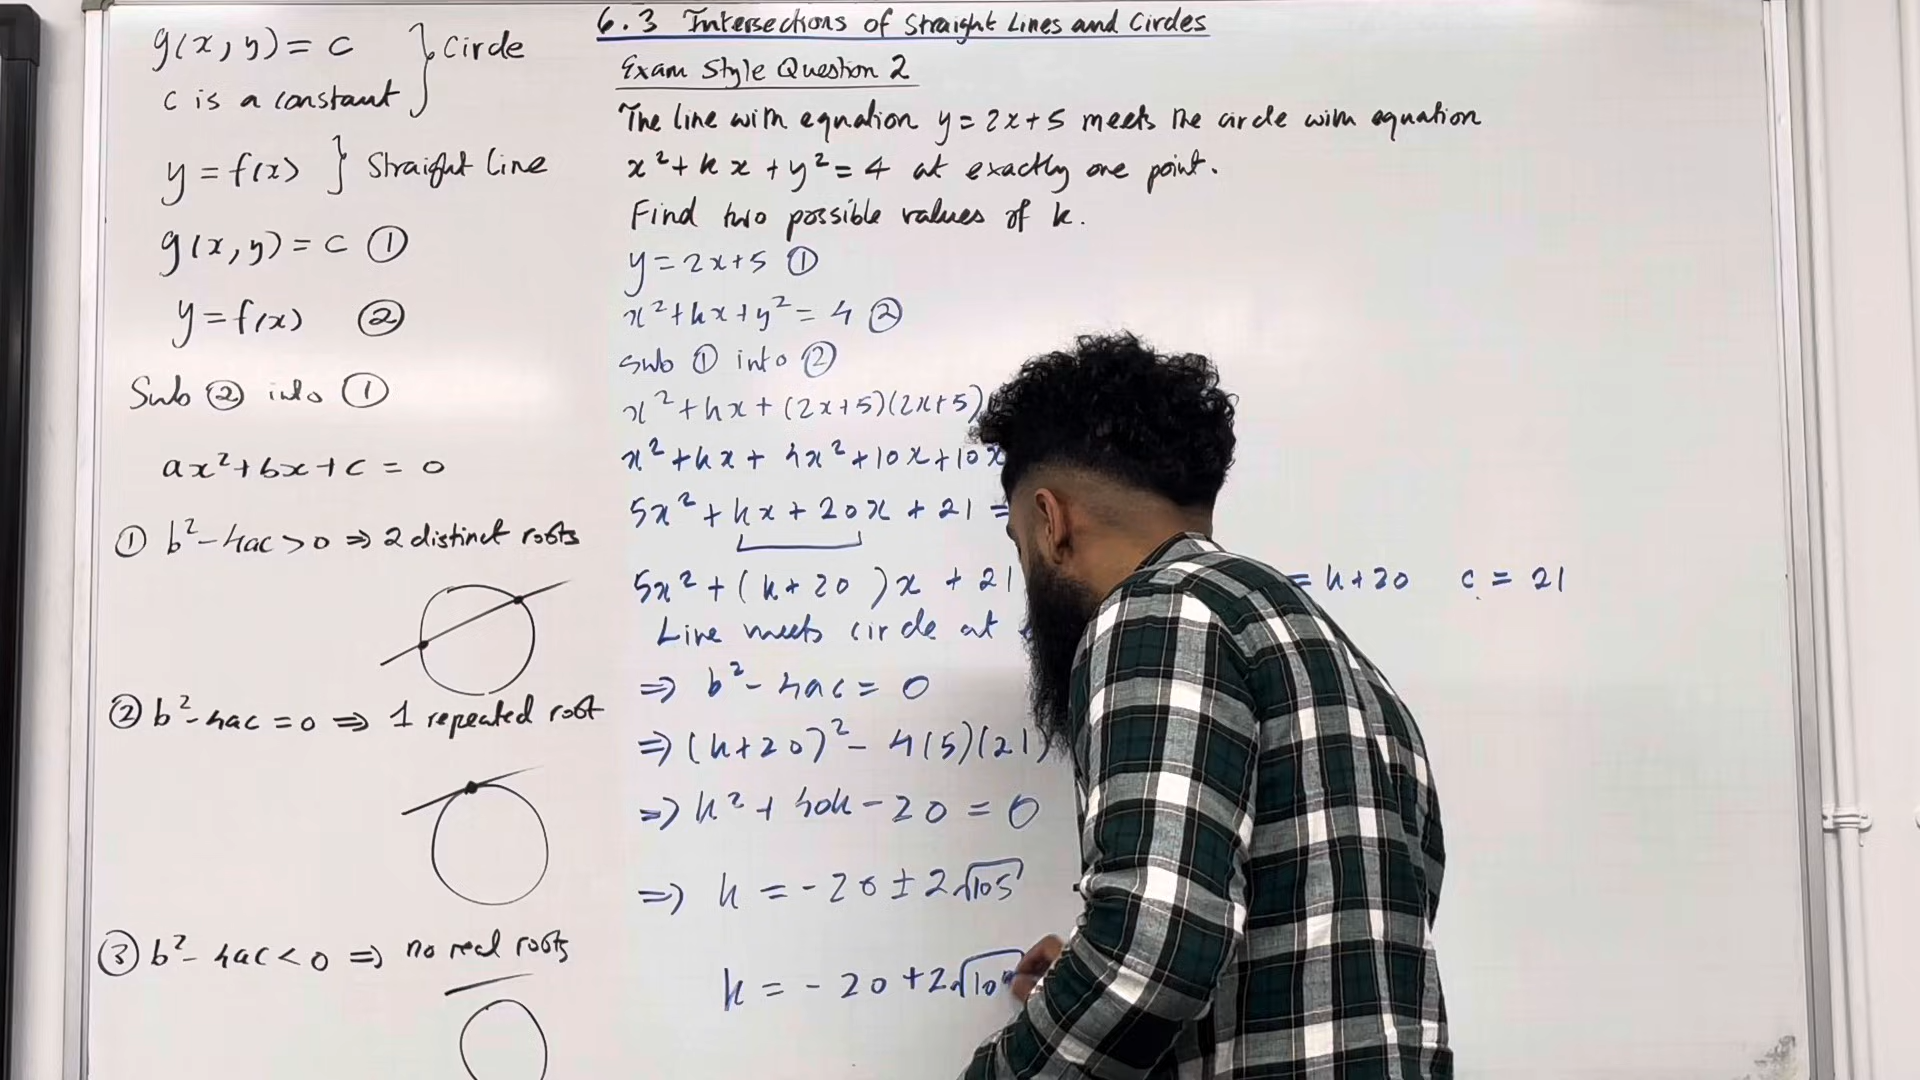 g(x, y) = c } Circle
c is a constant
y = f(x) } Straight Line
g(x, y) = c ①
y = f(x) ②
Sub ② into ①
ax² + bx + c = 0
① b² - 4ac > 0 ⇒ 2 distinct roots
② b² - 4ac = 0 ⇒ 1 repeated root
③ b² - 4ac < 0 ⇒ no real roots
6.3 Intersections of Straight Lines and Circles
Exam Style Question 2
The line with equation y = 2x + 5 meets the circle with equation
x² + kx + y² = 4 at exactly one point.
Find two possible values of k.
y = 2x + 5 ①
x² + kx + y² = 4 ②
Sub ① into ②
x² + kx + (2x + 5)(2x + 5)
x² + kx + 4x² + 10x + 10x
5x² + kx + 20x + 21 =
5x² + (k + 20)x + 21 = k + 20 c = 21
Line meets circle at
⇒ b² - 4ac = 0
⇒ (k + 20)² - 4(5)(21)
⇒ k² + 40k - 20 = 0
⇒ k = -20 ± 2√105
k = -20 + 2√10